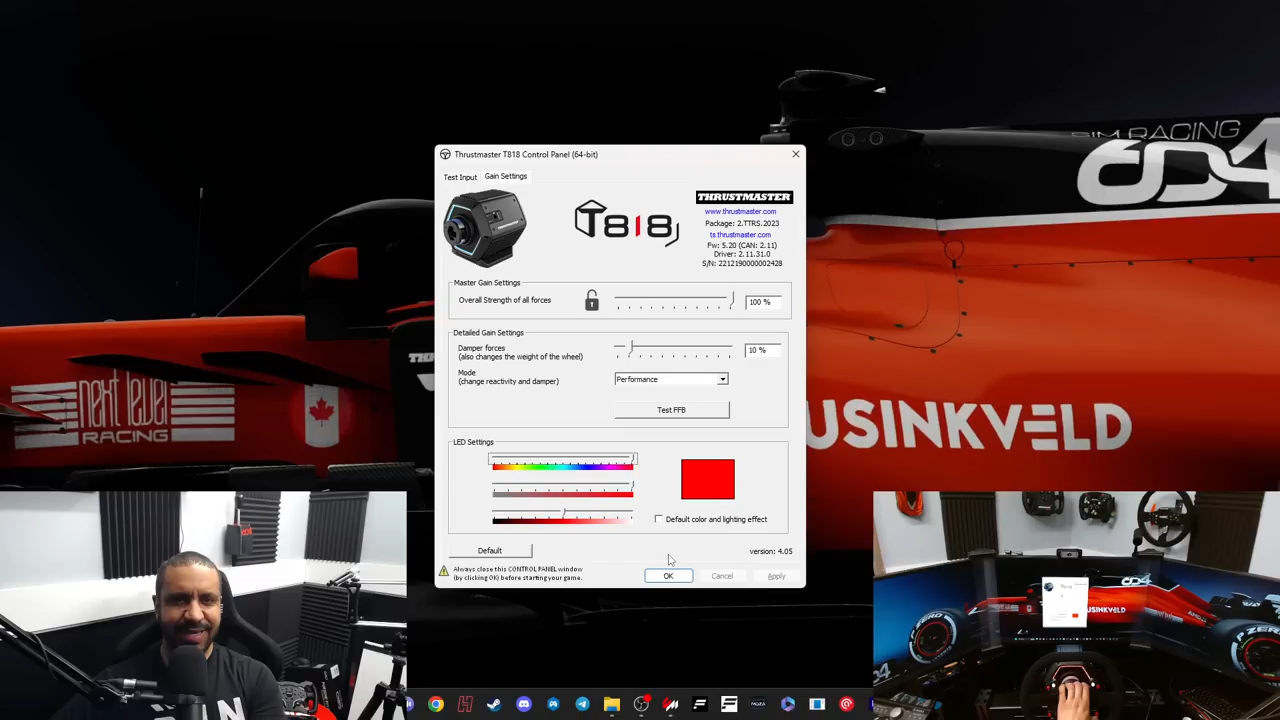 SIM RACING
604
Thrustmaster T818 Control Panel (64-bit)
Test Input
Gain Settings
THRUSTMASTER
www.thrustmaster.com
T818
Package: 2.TTRS.2023
ts.thrustmaster.com
Fw: 5.20 (CAN: 2.11)
Driver: 2.11.31.0
S/N: 2212190000002428
Master Gain Settings
Overall Strength of all forces
100 %
Detailed Gain Settings
Damper forces
(also changes the weight of the wheel)
10 %
Mode
(change reactivity and damper)
Performance
Test FFB
next level
RACING
USINKVELD
LED Settings
Default color and lighting effect
Default
version: 4.05
Always close this CONTROL PANEL window
(by clicking OK) before starting your game.
OK
Cancel
Apply
USINKVELD
MOZA